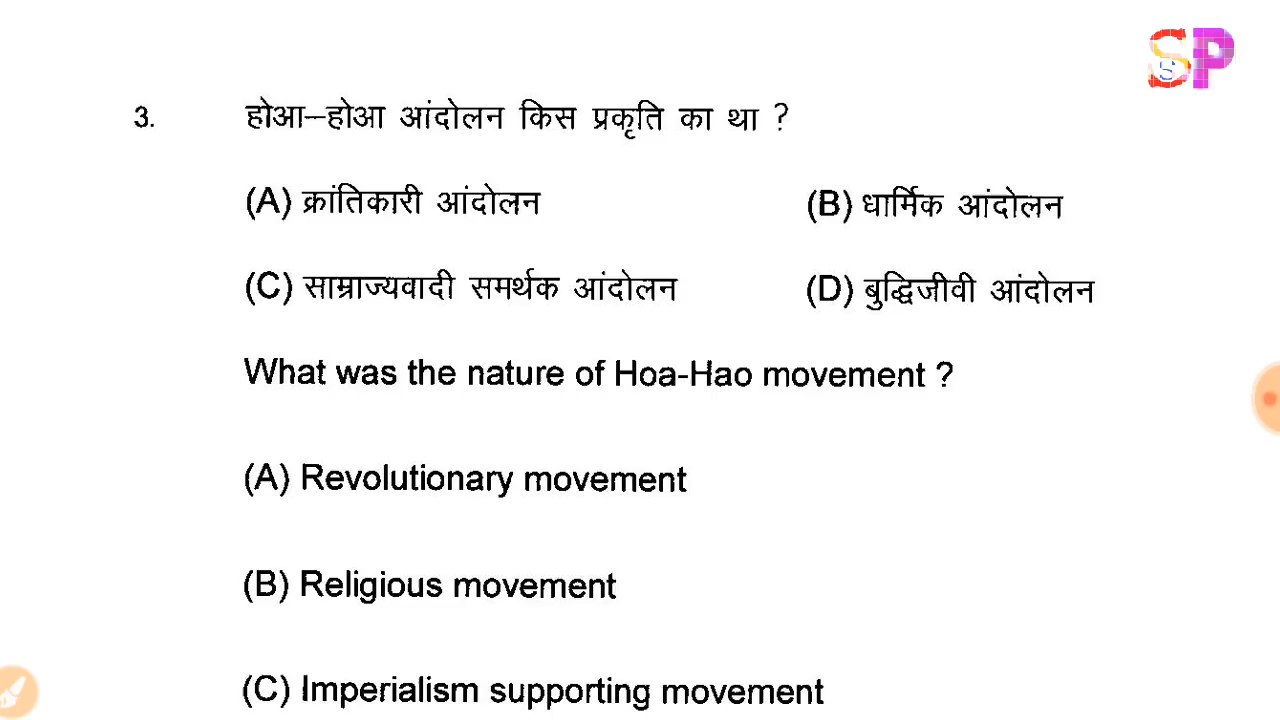 SP
S
3. होआ–होआ आंदोलन किस प्रकृति का था ?
(A) क्रांतिकारी आंदोलन (B) धार्मिक आंदोलन
(C) साम्राज्यवादी समर्थक आंदोलन (D) बुद्धिजीवी आंदोलन
What was the nature of Hoa-Hao movement ?
(A) Revolutionary movement
(B) Religious movement
(C) Imperialism supporting movement